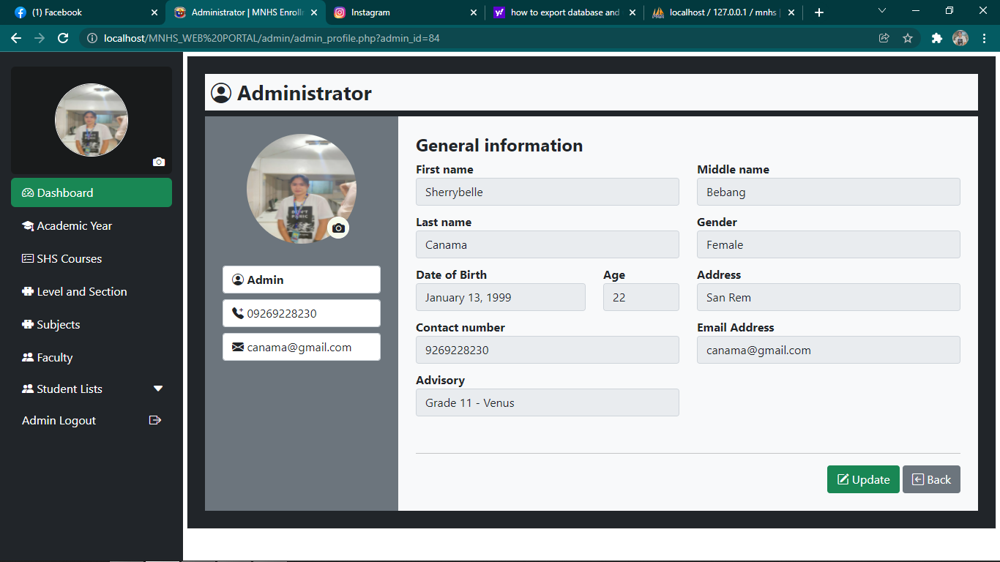 (1) Facebook
Administrator | MNHS Enroll
Instagram
how to export database and
localhost / 127.0.0.1 / mnhs
localhost/MNHS_WEB%20PORTAL/admin/admin_profile.php?admin_id=84
Dashboard
Academic Year
SHS Courses
Level and Section
Subjects
Faculty
Student Lists
Admin Logout
Administrator
DON'T
PANIC
Admin
09269228230
canama@gmail.com
General information
First name
Middle name
Sherrybelle
Bebang
Last name
Gender
Canama
Female
Date of Birth
Age
Address
January 13, 1999
22
San Rem
Contact number
Email Address
9269228230
canama@gmail.com
Advisory
Grade 11 - Venus
Update
Back